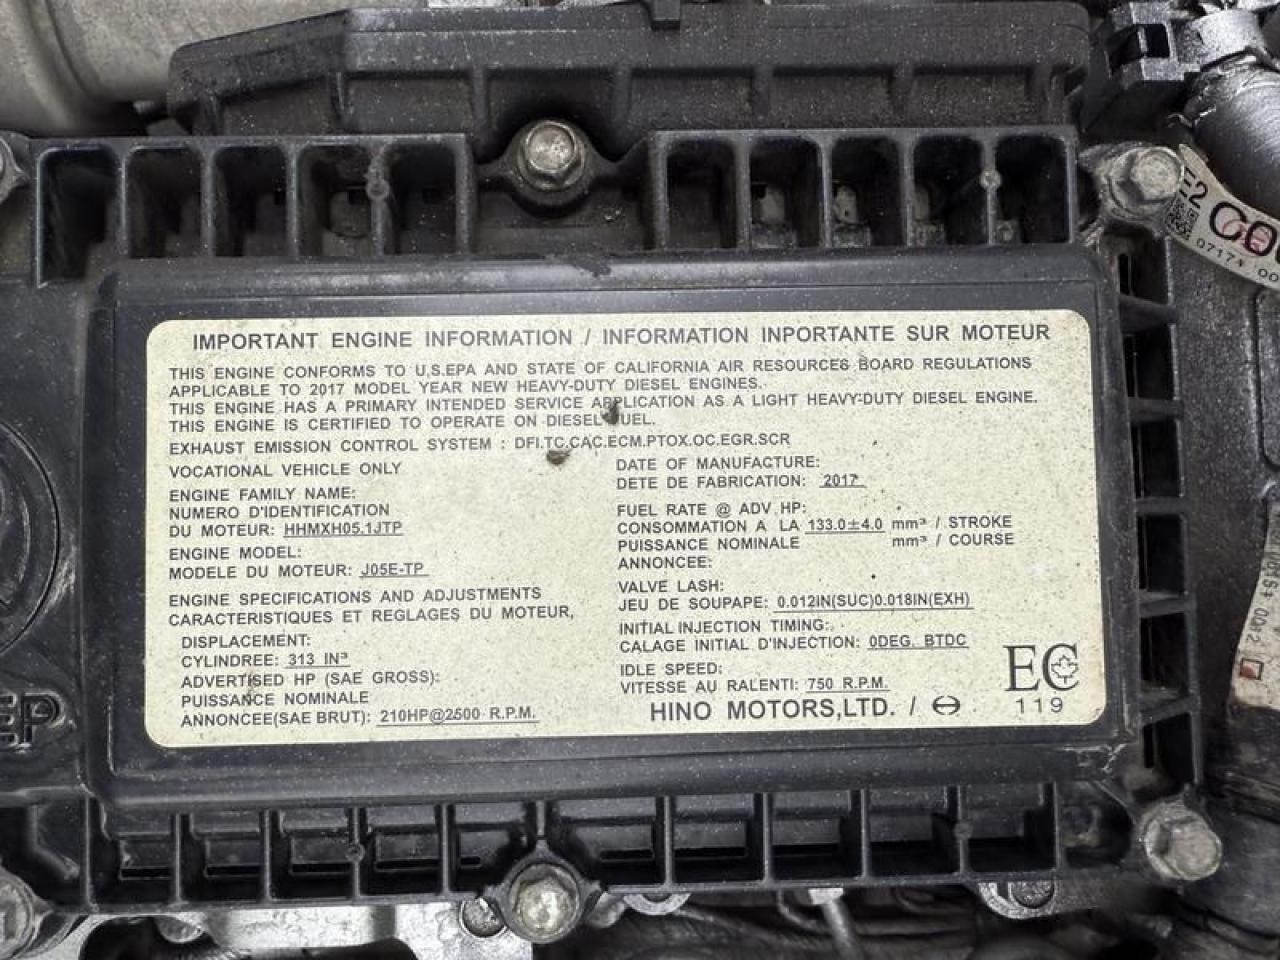 IMPORTANT ENGINE INFORMATION / INFORMATION INPORTANTE SUR MOTEUR
THIS ENGINE CONFORMS TO U.S.EPA AND STATE OF CALIFORNIA AIR RESOURCES BOARD REGULATIONS
APPLICABLE TO 2017 MODEL YEAR NEW HEAVY-DUTY DIESEL ENGINES.
THIS ENGINE HAS A PRIMARY INTENDED SERVICE APPLICATION AS A LIGHT HEAVY-DUTY DIESEL ENGINE.
THIS ENGINE IS CERTIFIED TO OPERATE ON DIESEL FUEL.
EXHAUST EMISSION CONTROL SYSTEM : DFI.TC.CAC.ECM.PTOX.OC.EGR.SCR
VOCATIONAL VEHICLE ONLY
ENGINE FAMILY NAME:
NUMERO D'IDENTIFICATION
DU MOTEUR: HHMXH05.1JTP
ENGINE MODEL:
MODELE DU MOTEUR: J05E-TP
ENGINE SPECIFICATIONS AND ADJUSTMENTS
CARACTERISTIQUES ET REGLAGES DU MOTEUR,
DISPLACEMENT:
CYLINDREE: 313 IN³
ADVERTISED HP (SAE GROSS):
PUISSANCE NOMINALE
ANNONCEE(SAE BRUT): 210HP@2500 R.P.M.
DATE OF MANUFACTURE:
DETE DE FABRICATION: 2017
FUEL RATE @ ADV.HP:
CONSOMMATION A LA 133.0±4.0 mm³ / STROKE
PUISSANCE NOMINALE mm³ / COURSE
ANNONCEE:
VALVE LASH:
JEU DE SOUPAPE: 0.012IN(SUC)0.018IN(EXH)
INITIAL INJECTION TIMING:
CALAGE INITIAL D'INJECTION: 0DEG. BTDC
IDLE SPEED:
VITESSE AU RALENTI: 750 R.P.M.
HINO MOTORS,LTD. /
EC
119
E2
07171
EP